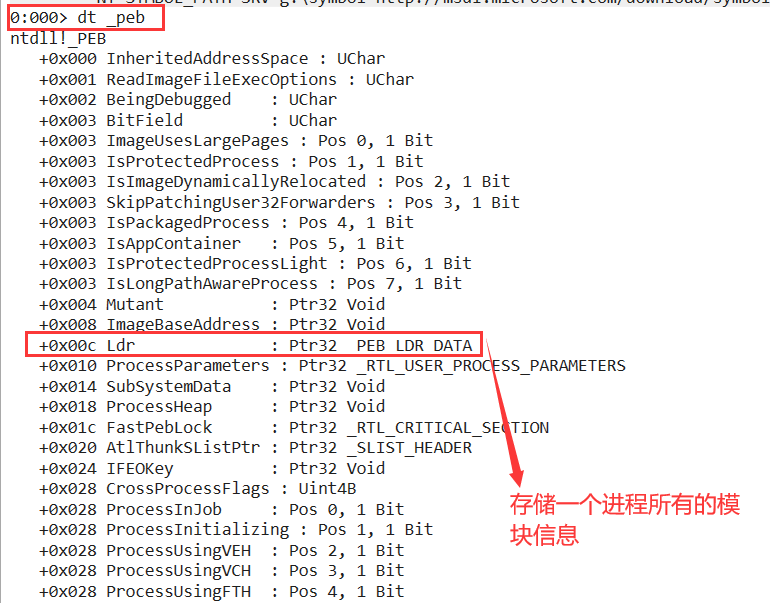 0:000> dt _peb
ntdll!_PEB
+0x000 InheritedAddressSpace : UChar
+0x001 ReadImageFileExecOptions : UChar
+0x002 BeingDebugged : UChar
+0x003 BitField : UChar
+0x003 ImageUsesLargePages : Pos 0, 1 Bit
+0x003 IsProtectedProcess : Pos 1, 1 Bit
+0x003 IsImageDynamicallyRelocated : Pos 2, 1 Bit
+0x003 SkipPatchingUser32Forwarders : Pos 3, 1 Bit
+0x003 IsPackagedProcess : Pos 4, 1 Bit
+0x003 IsAppContainer : Pos 5, 1 Bit
+0x003 IsProtectedProcessLight : Pos 6, 1 Bit
+0x003 IsLongPathAwareProcess : Pos 7, 1 Bit
+0x004 Mutant : Ptr32 Void
+0x008 ImageBaseAddress : Ptr32 Void
+0x00c Ldr : Ptr32 _PEB_LDR_DATA
+0x010 ProcessParameters : Ptr32 _RTL_USER_PROCESS_PARAMETERS
+0x014 SubSystemData : Ptr32 Void
+0x018 ProcessHeap : Ptr32 Void
+0x01c FastPebLock : Ptr32 _RTL_CRITICAL_SECTION
+0x020 AtlThunkSListPtr : Ptr32 _SLIST_HEADER
+0x024 IFEOKey : Ptr32 Void
+0x028 CrossProcessFlags : Uint4B
+0x028 ProcessInJob : Pos 0, 1 Bit
+0x028 ProcessInitializing : Pos 1, 1 Bit
+0x028 ProcessUsingVEH : Pos 2, 1 Bit
+0x028 ProcessUsingVCH : Pos 3, 1 Bit
+0x028 ProcessUsingFTH : Pos 4, 1 Bit
存储一个进程所有的模
块信息